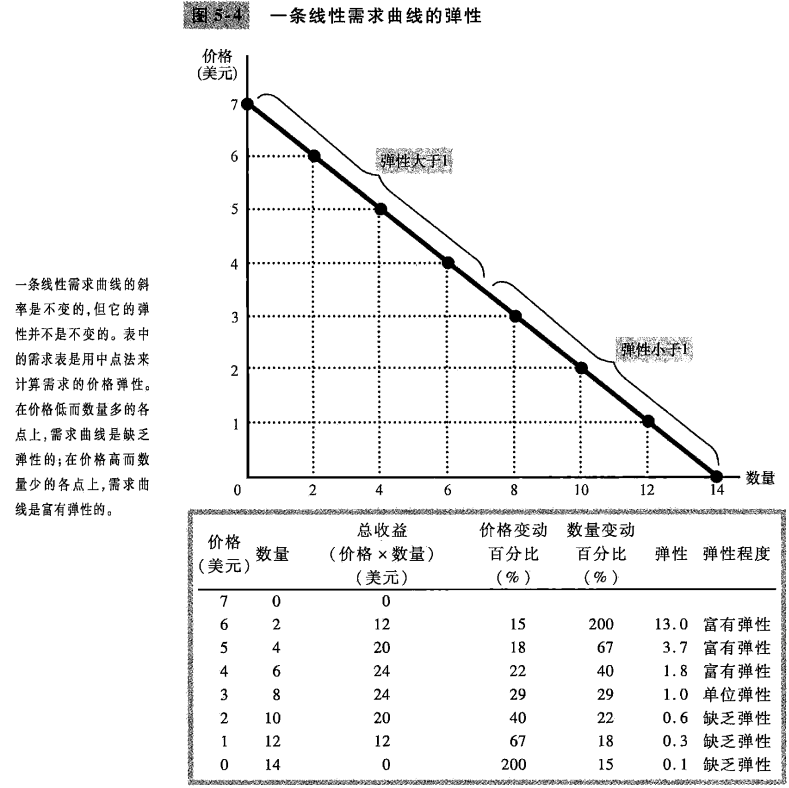 图 5-4 一条线性需求曲线的弹性
价格
(美元)
7
6
5
4
3
2
1
弹性大于1
弹性小于1
0 2 4 6 8 10 12 14 数量
一条线性需求曲线的斜
率是不变的,但它的弹
性并不是不变的。表中
的需求表是用中点法来
计算需求的价格弹性。
在价格低而数量多的各
点上,需求曲线是缺乏
弹性的;在价格高而数
量少的各点上,需求曲
线是富有弹性的。
价格 数量 总收益 价格变动 数量变动 弹性 弹性程度
(美元) (价格×数量) 百分比 百分比
(美元) (%) (%)
7 0 0
6 2 12 15 200 13.0 富有弹性
5 4 20 18 67 3.7 富有弹性
4 6 24 22 40 1.8 富有弹性
3 8 24 29 29 1.0 单位弹性
2 10 20 40 22 0.6 缺乏弹性
1 12 12 67 18 0.3 缺乏弹性
0 14 0 200 15 0.1 缺乏弹性